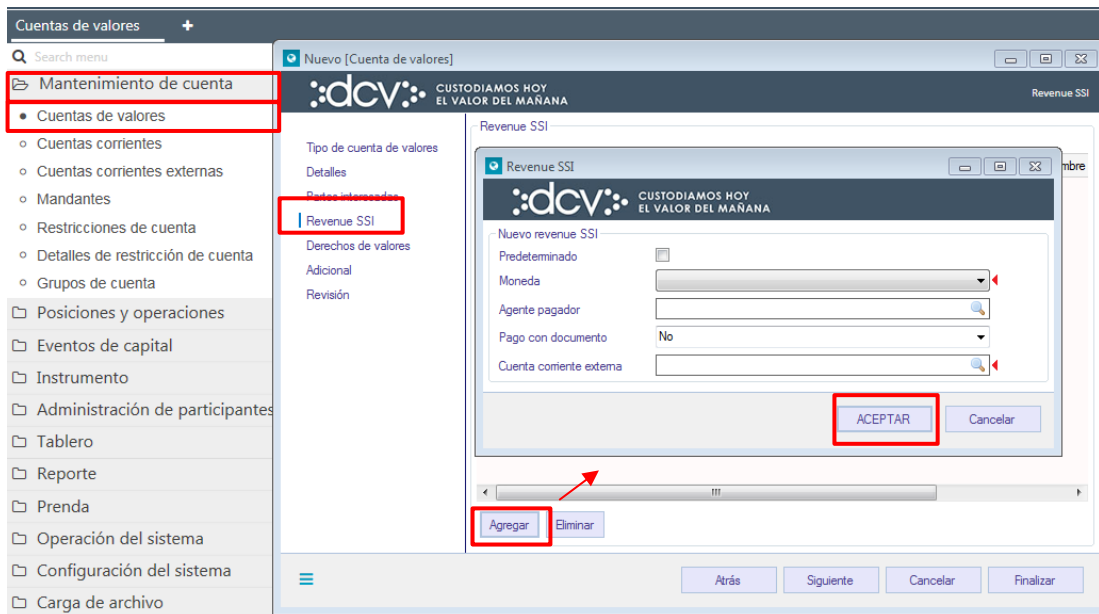 Cuentas de valores +
Search menu
Mantenimiento de cuenta
Cuentas de valores
Cuentas corrientes
Cuentas corrientes externas
Mandantes
Restricciones de cuenta
Detalles de restricción de cuenta
Grupos de cuenta
Posiciones y operaciones
Eventos de capital
Instrumento
Administración de participantes
Tablero
Reporte
Prenda
Operación del sistema
Configuración del sistema
Carga de archivo
Nuevo [Cuenta de valores]
dcv CUSTODIAMOS HOY
EL VALOR DEL MAÑANA
Revenue SSI
Tipo de cuenta de valores
Detalles
Partes interesadas
Revenue SSI
Derechos de valores
Adicional
Revisión
Revenue SSI
mbre
Revenue SSI
dcv CUSTODIAMOS HOY
EL VALOR DEL MAÑANA
Nuevo revenue SSI
Predeterminado
Moneda
Agente pagador
Pago con documento No
Cuenta corriente externa
ACEPTAR Cancelar
Agregar Eliminar
Atrás Siguiente Cancelar Finalizar